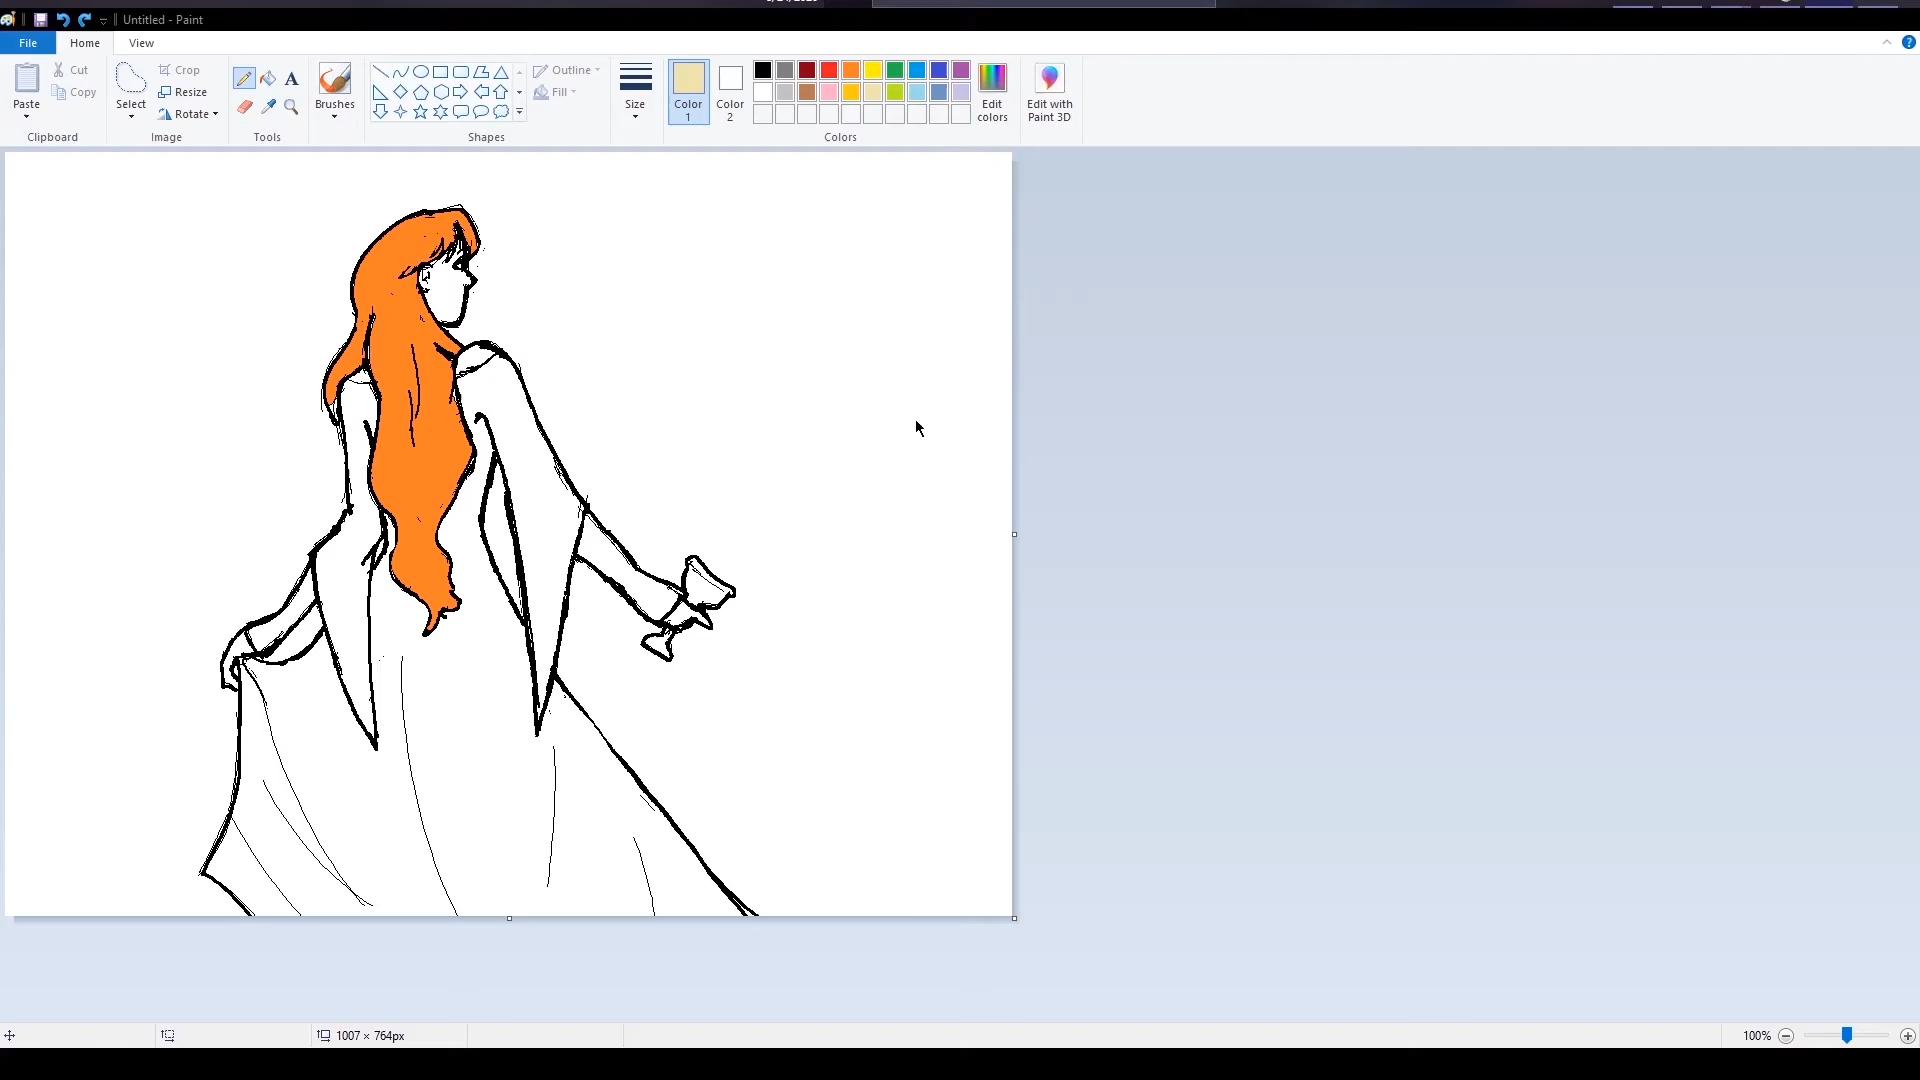 Untitled - Paint
File
Home
View
Paste
Cut
Copy
Clipboard
Select
Crop
Resize
Rotate
Image
A
Tools
Brushes
Outline
Fill
Shapes
Size
Color
1
Color
2
Edit
colors
Colors
Edit with
Paint 3D
?
1007 × 764px
100%